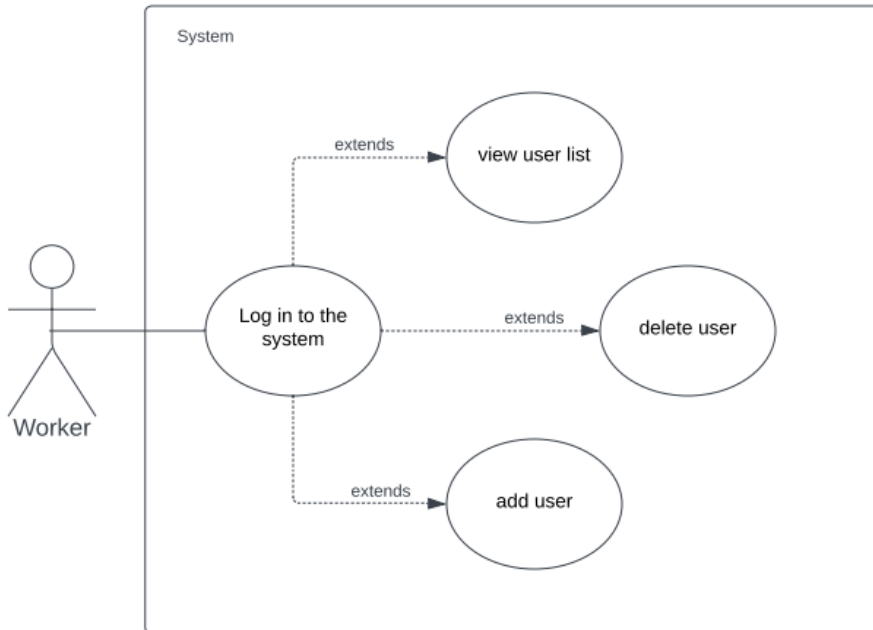 System
extends
view user list
Log in to the
system
extends
delete user
Worker
extends
add user